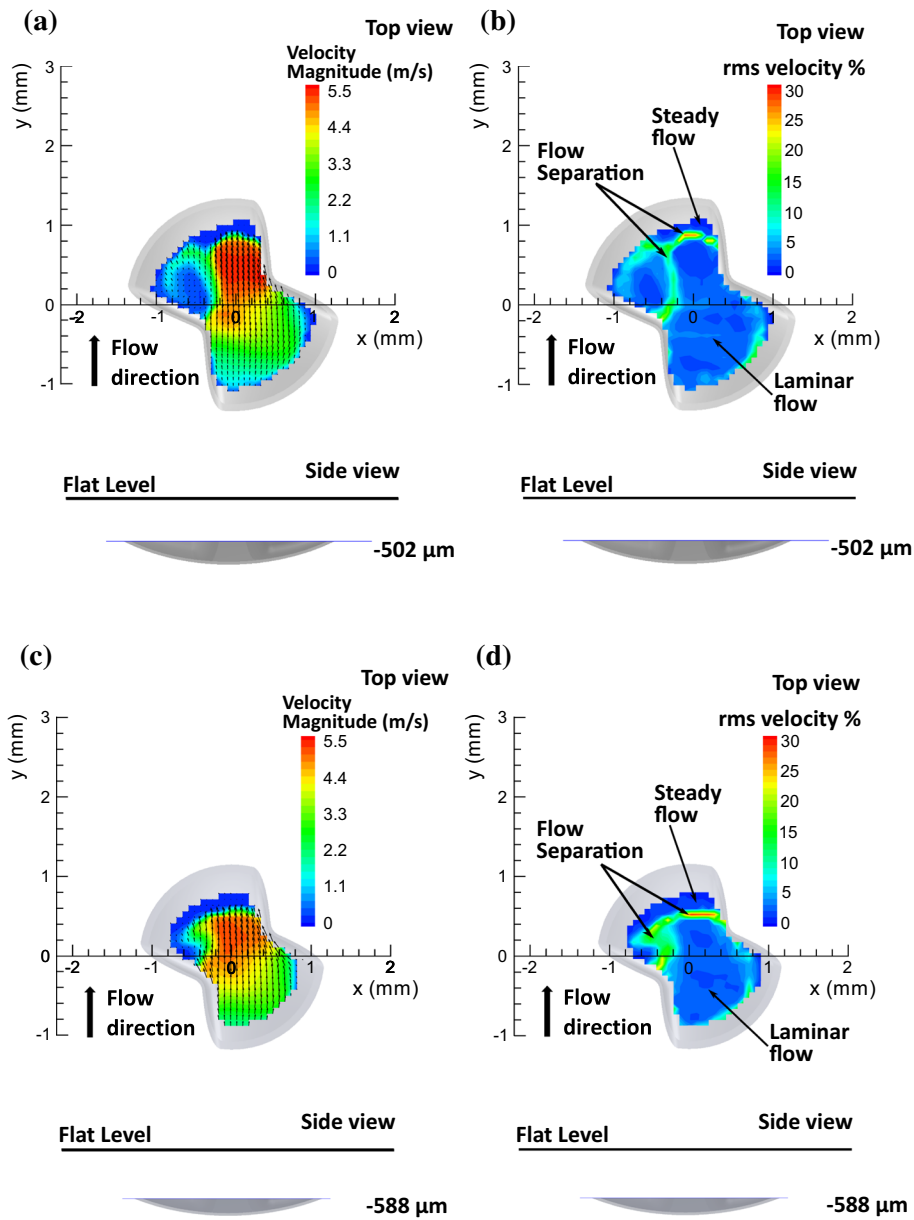 (a)
Top view
Velocity
Magnitude (m/s)
5.5
4.4
3.3
2.2
1.1
0
y (mm)
3
2
1
0
-1
-2
-1
0
1
2
x (mm)
Flow
direction
Side view
Flat Level
-502 µm
(b)
Top view
rms velocity %
30
25
20
15
10
5
0
Steady
flow
Flow
Separation
y (mm)
3
2
1
0
-1
-2
-1
0
1
2
x (mm)
Flow
direction
Laminar
flow
Side view
Flat Level
-502 µm
(c)
Top view
Velocity
Magnitude (m/s)
5.5
4.4
3.3
2.2
1.1
0
y (mm)
3
2
1
0
-1
-2
-1
0
1
2
x (mm)
Flow
direction
Side view
Flat Level
-588 µm
(d)
Top view
rms velocity %
30
25
20
15
10
5
0
Steady
flow
Flow
Separation
y (mm)
3
2
1
0
-1
-2
-1
0
1
2
x (mm)
Flow
direction
Laminar
flow
Side view
Flat Level
-588 µm